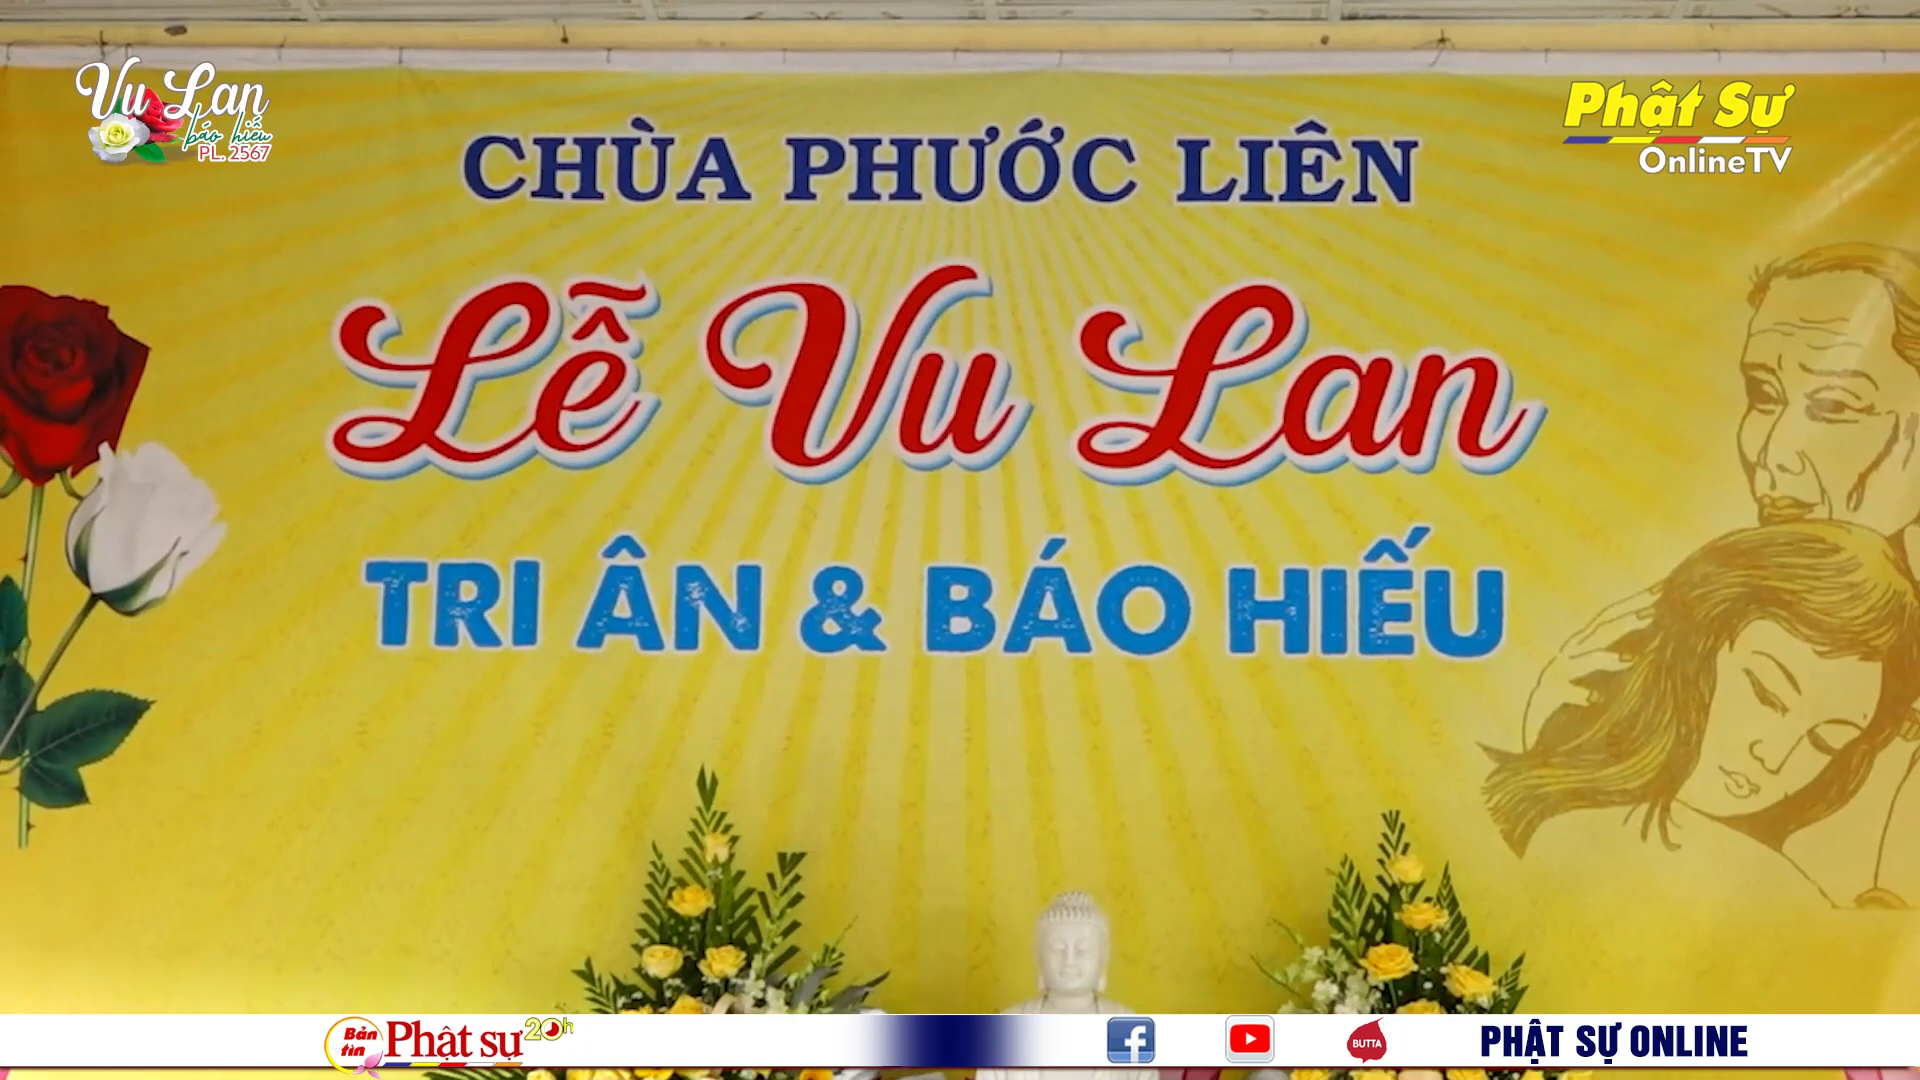 Vu Lan
báo hiếu
PL. 2567
Phật Sự
OnlineTV
CHÙA PHƯỚC LIÊN
Lễ Vu Lan
TRI ÂN & BÁO HIẾU
Bản tin Phật sự 20h
BUTTA
PHẬT SỰ ONLINE